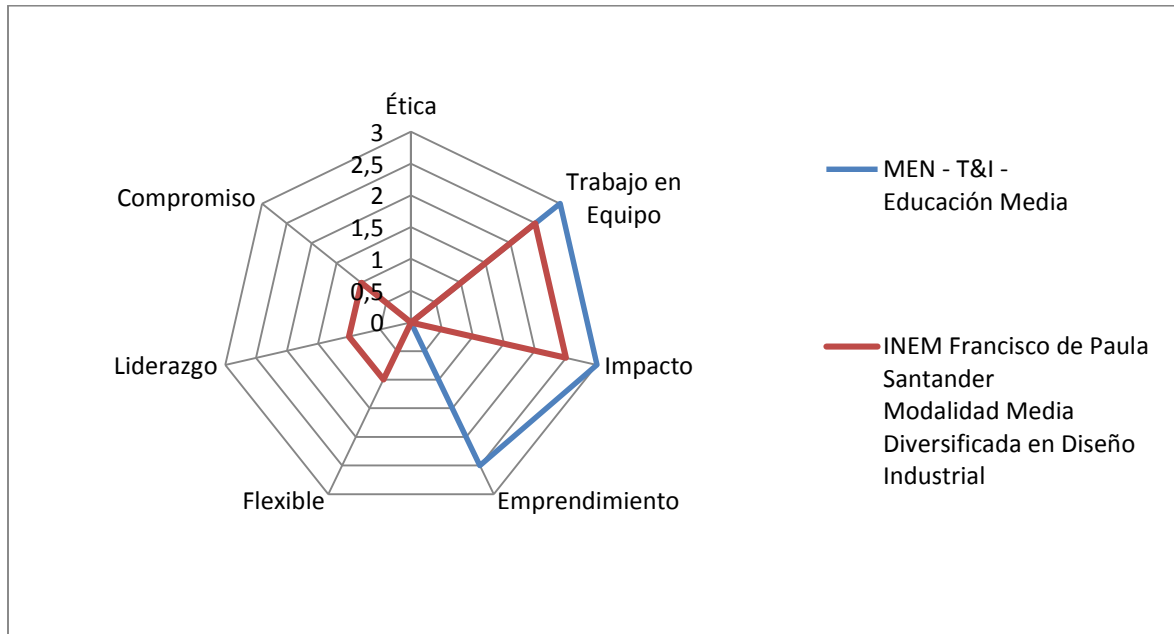 Ética
3
2,5
2
1,5
1
0,5
0
Trabajo en
Equipo
Impacto
Emprendimiento
Flexible
Liderazgo
Compromiso
MEN - T&I -
Educación Media
INEM Francisco de Paula
Santander
Modalidad Media
Diversificada en Diseño
Industrial